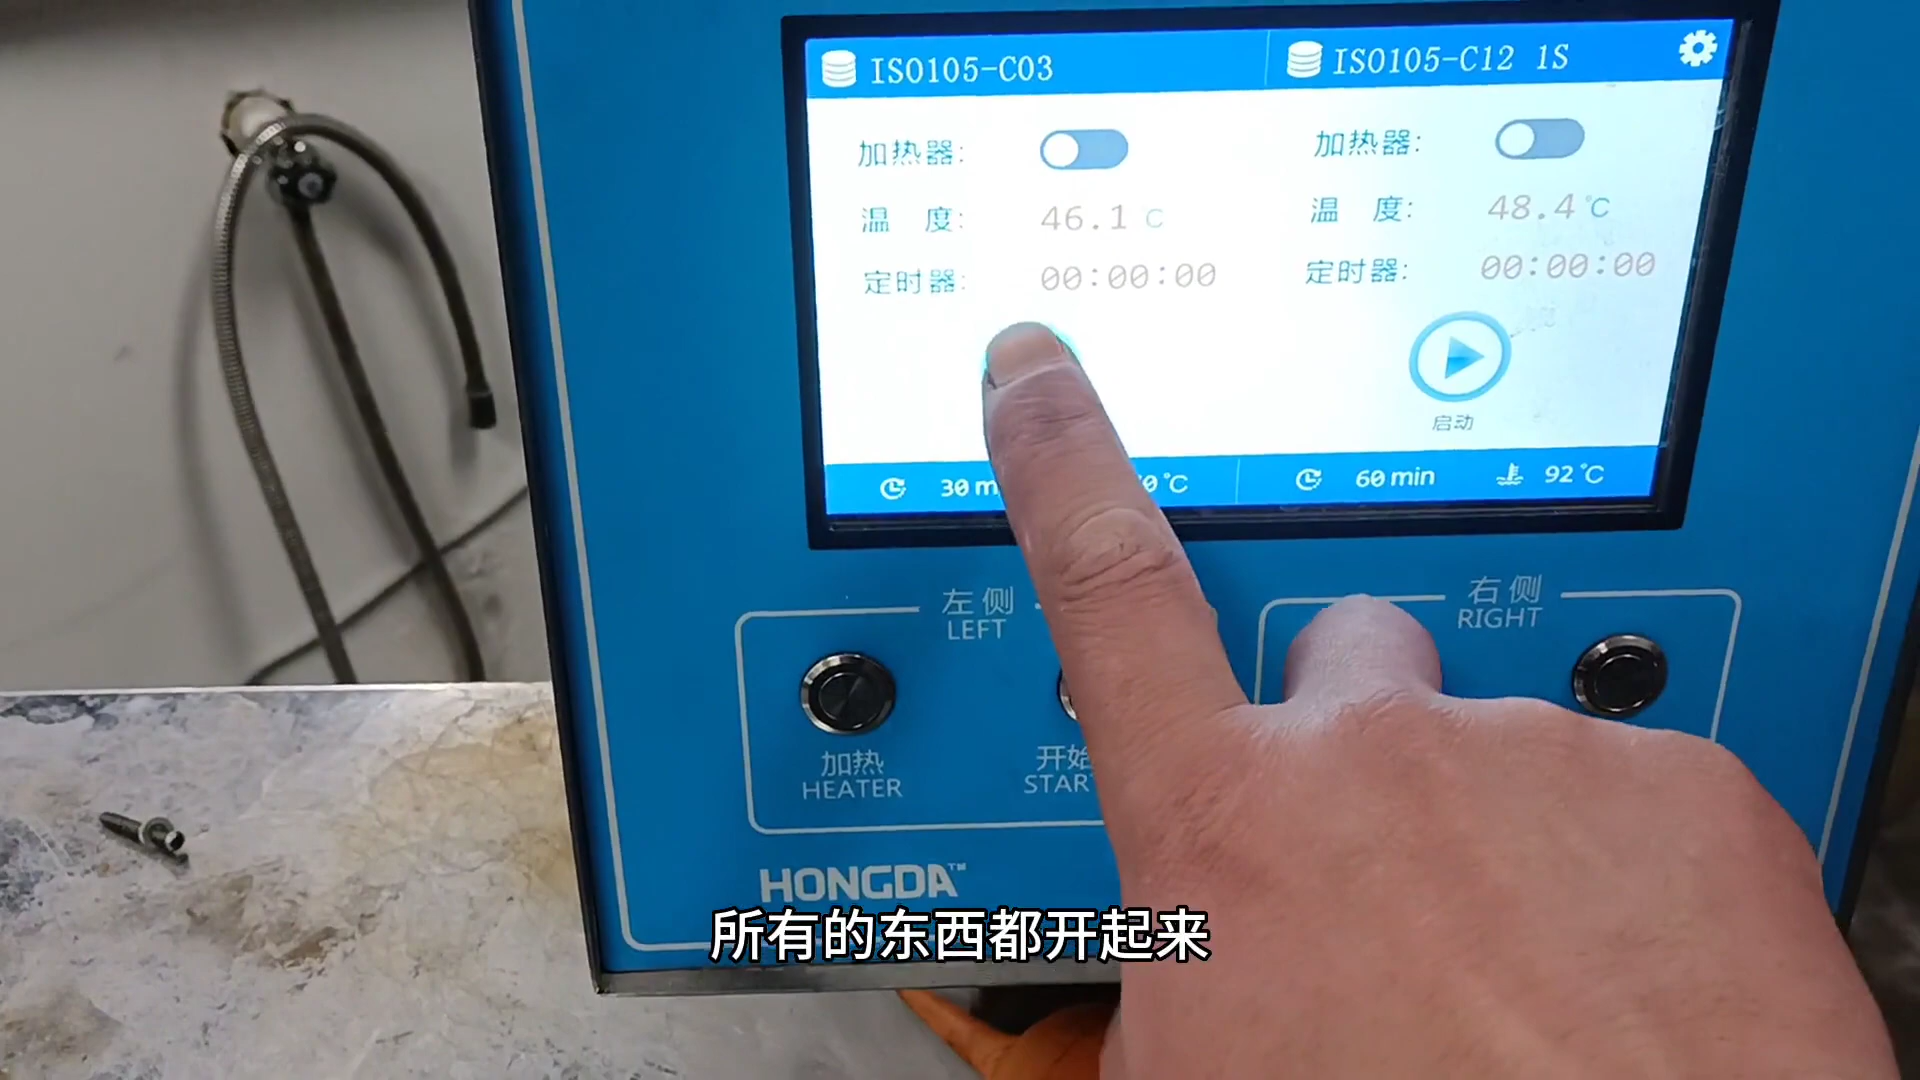 ISO105-C03
ISO105-C12 1S
加热器:
加热器:
温 度: 46.1 C
温 度: 48.4 ℃
定时器: 00:00:00
定时器: 00:00:00
启动
30 m
0 ℃
60 min
92 ℃
左侧
LEFT
右侧
RIGHT
加热
HEATER
开始
START
HONGDA™
所有的东西都开起来